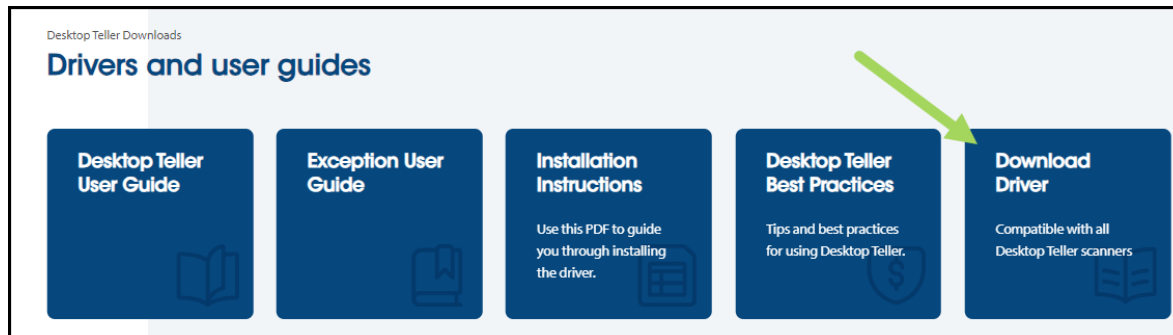 Desktop Teller Downloads
Drivers and user guides
Desktop Teller
User Guide
Exception User
Guide
Installation
Instructions
Use this PDF to guide
you through installing
the driver.
Desktop Teller
Best Practices
Tips and best practices
for using Desktop Teller.
Download
Driver
Compatible with all
Desktop Teller scanners